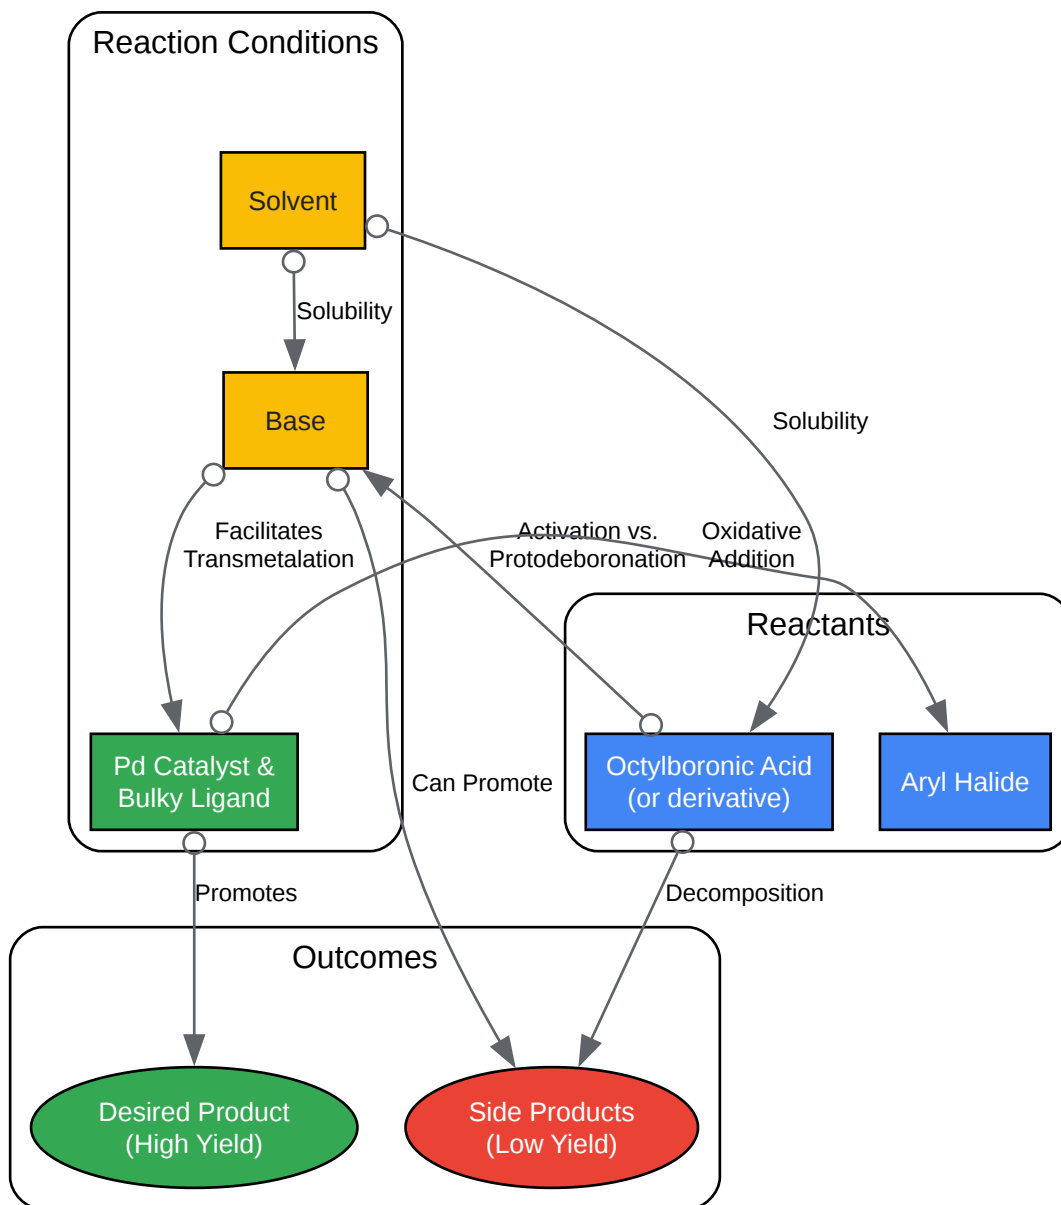 Reaction Conditions
Solvent
Solubility
Base
Solubility
Facilitates
Transmetalation
Activation vs.
Protodeboronation
Oxidative
Addition
Reactants
Pd Catalyst &
Bulky Ligand
Can Promote
Octylboronic Acid
(or derivative)
Aryl Halide
Promotes
Decomposition
Outcomes
Desired Product
(High Yield)
Side Products
(Low Yield)